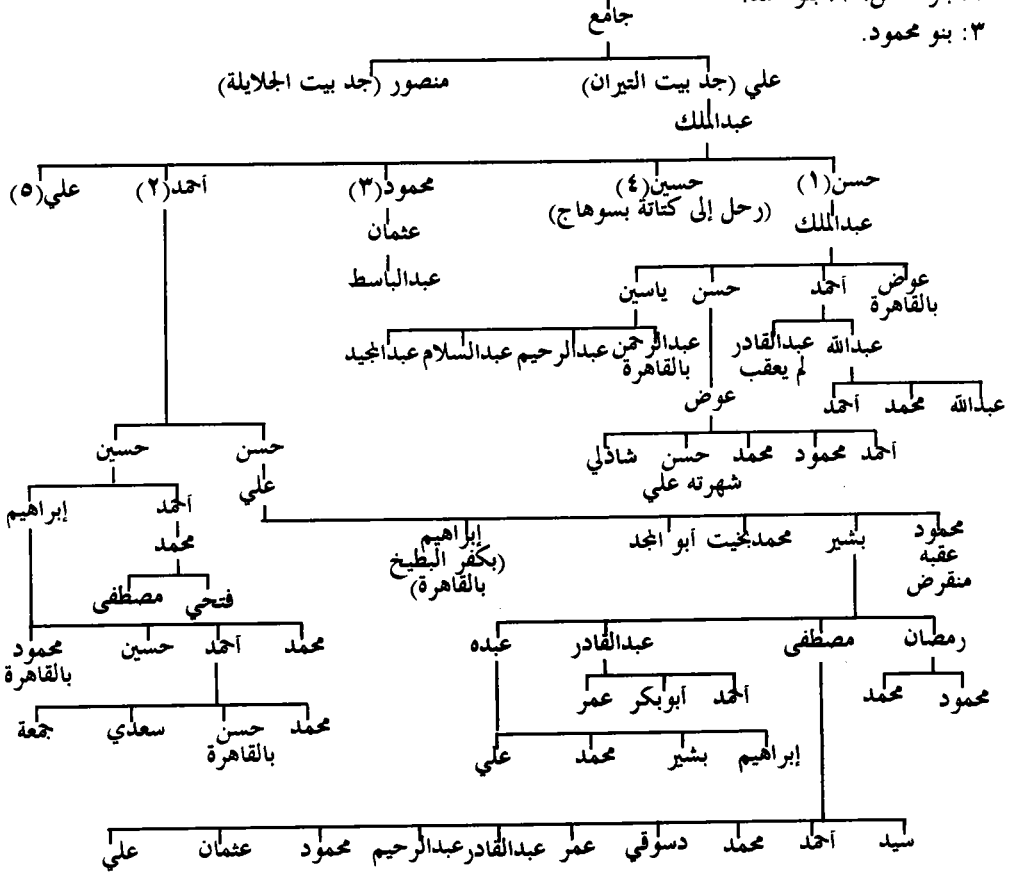 ٣: بنو محمود.
جامع
علي (جد بيت التيران) منصور (جد بيت الجلايلة)
عبدالملك
حسن(١) حسين(٤) محمود(٣) أحمد(٢) علي(٥)
(رحل إلى كتاتة بسوهاج)
عبدالملك
عثمان
عبدالباسط
عوض أحمد حسن ياسين
بالقاهرة
عبدالله عبدالقادر عبدالرحمن عبدالرحيم عبدالسلام عبدالمجيد
لم يعقب بالقاهرة
عبدالله محمد أحمد
عوض
أحمد محمود محمد حسن شاذلي
شهرته علي
حسن حسين
علي
أحمد إبراهيم
محمد
فتحي مصطفى
محمود بشير محمدبخيت أبو المجد إبراهيم
عقبه
منقرض
(بكفر البطيخ
بالقاهرة)
محمد أحمد حسين محمود
بالقاهرة
رمضان مصطفى عبدالقادر عبده
محمود محمد
أحمد أبوبكر عمر
محمد حسن سعدي جمعة
بالقاهرة
إبراهيم بشير محمد علي
سيد أحمد محمد دسوقي عمر عبدالقادر عبدالرحيم محمود عثمان علي